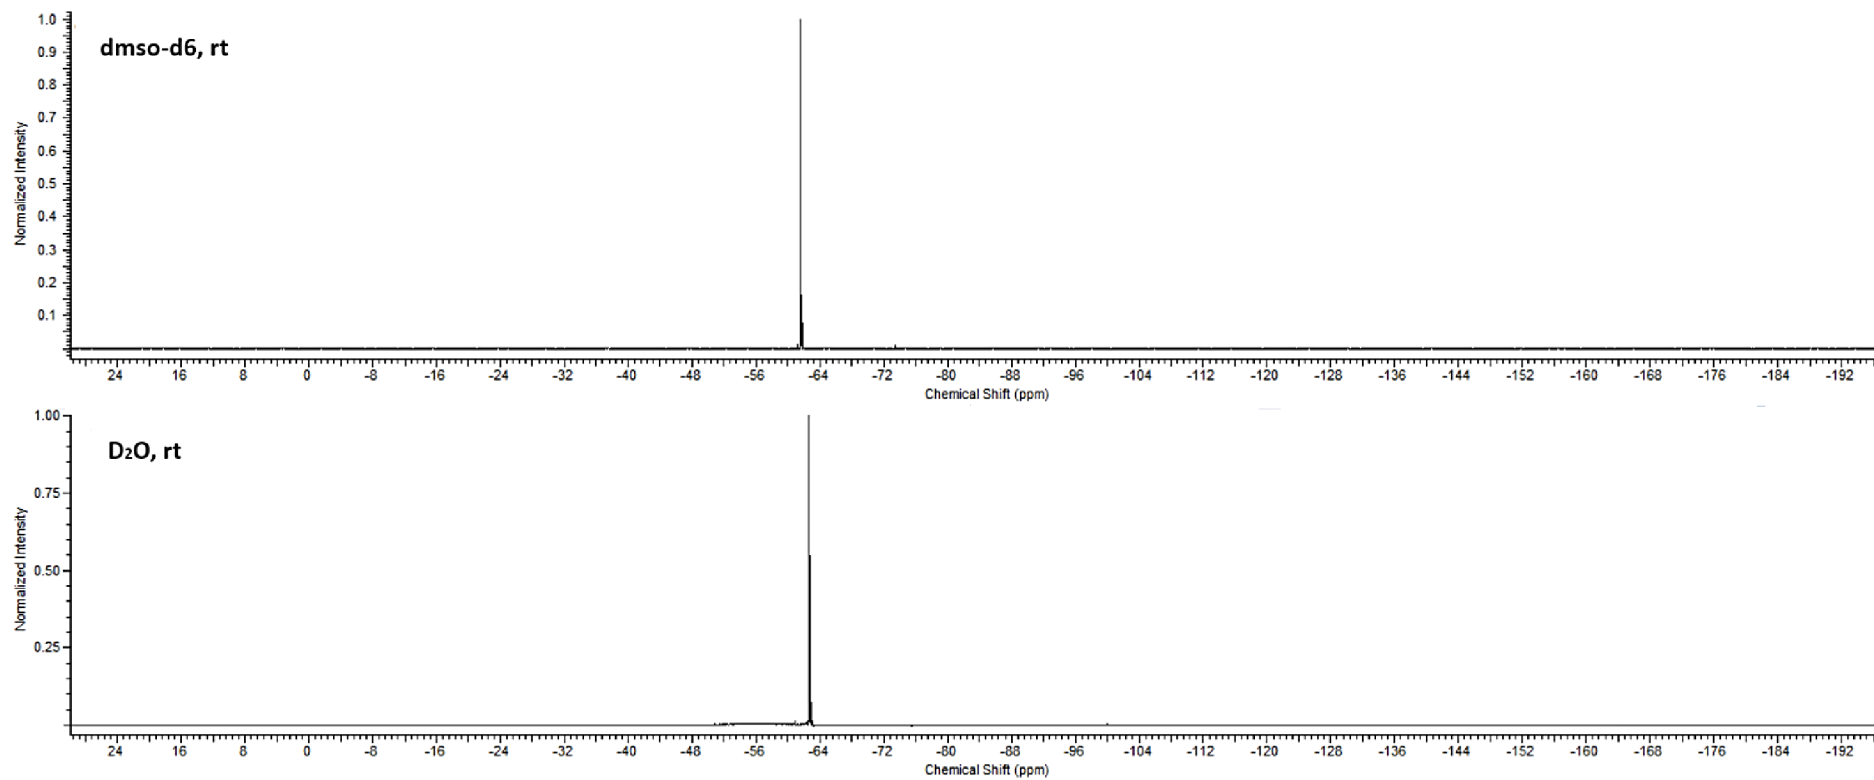 1.0
dmso-d6, rt
0.9
0.8
0.7
0.6
0.5
0.4
0.3
0.2
0.1
Normalized Intensity
24 16 8 0 -8 -16 -24 -32 -40 -48 -56 -64 -72 -80 -88 -96 -104 -112 -120 -128 -136 -144 -152 -160 -168 -176 -184 -192
Chemical Shift (ppm)
1.00
D₂O, rt
0.75
0.50
0.25
Normalized Intensity
24 16 8 0 -8 -16 -24 -32 -40 -48 -56 -64 -72 -80 -88 -96 -104 -112 -120 -128 -136 -144 -152 -160 -168 -176 -184 -192
Chemical Shift (ppm)